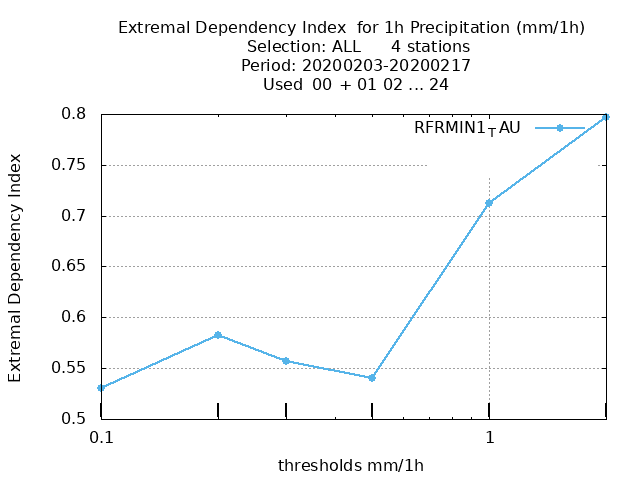 Extremal Dependency Index  for 1h Precipitation (mm/1h)
Selection: ALL      4 stations
Period: 20200203-20200217
Used  00 + 01 02 ... 24
RFRMIN1_TAU
0.8
0.75
0.7
0.65
0.6
0.55
0.5
Extremal Dependency Index
0.1
1
thresholds mm/1h